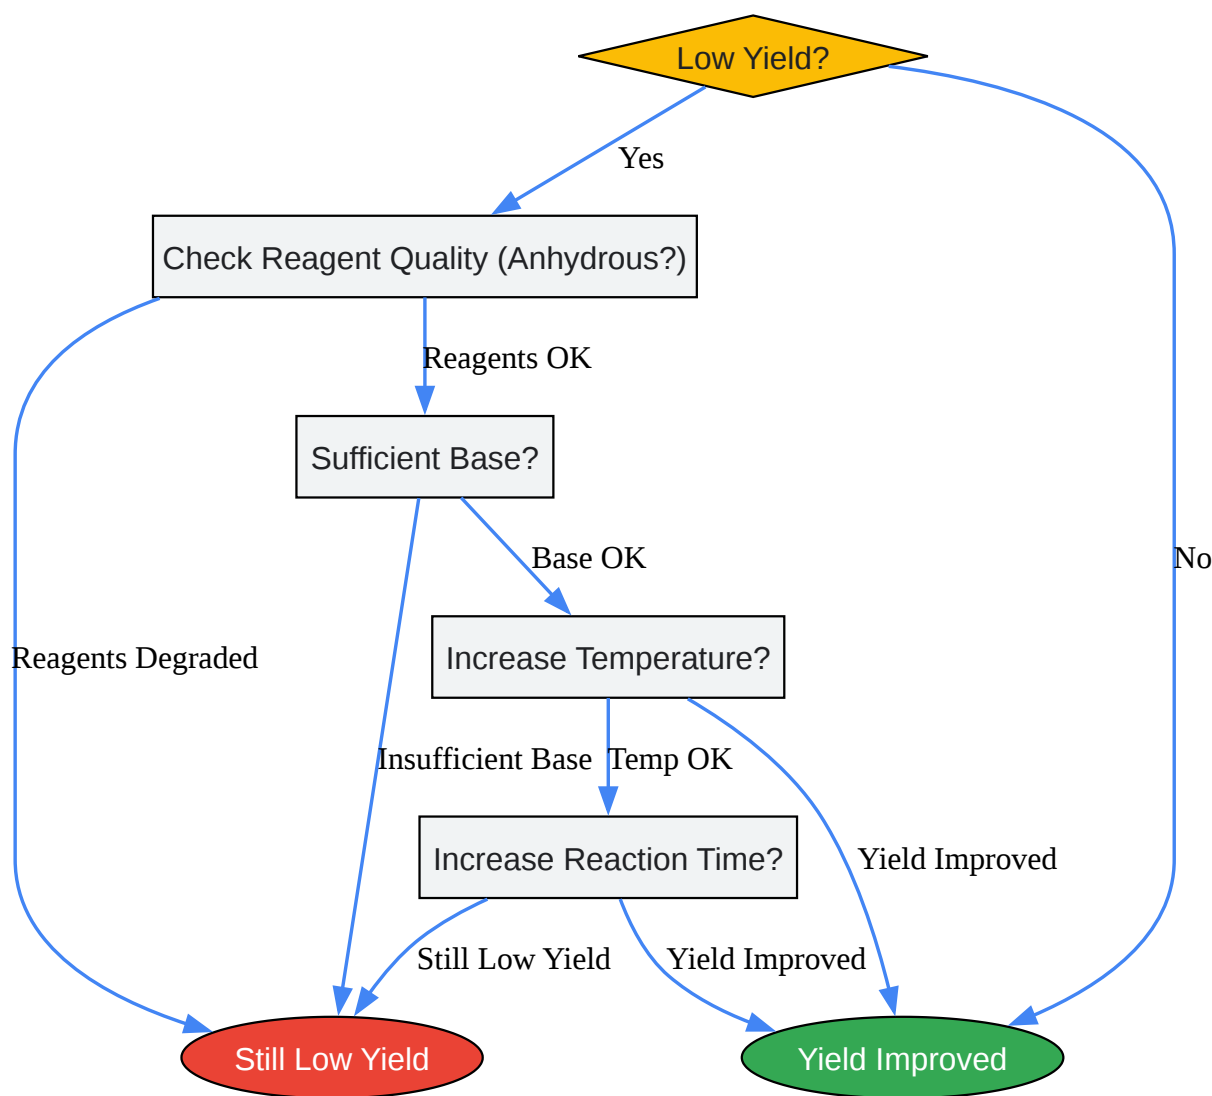 Low Yield?
Yes
Check Reagent Quality (Anhydrous?)
Reagents OK
Sufficient Base?
Base OK
No
Increase Temperature?
Reagents Degraded
Insufficient Base
Temp OK
Increase Reaction Time?
Yield Improved
Still Low Yield
Yield Improved
Still Low Yield
Yield Improved